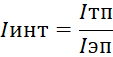 Iинт = Iтп / Iэп